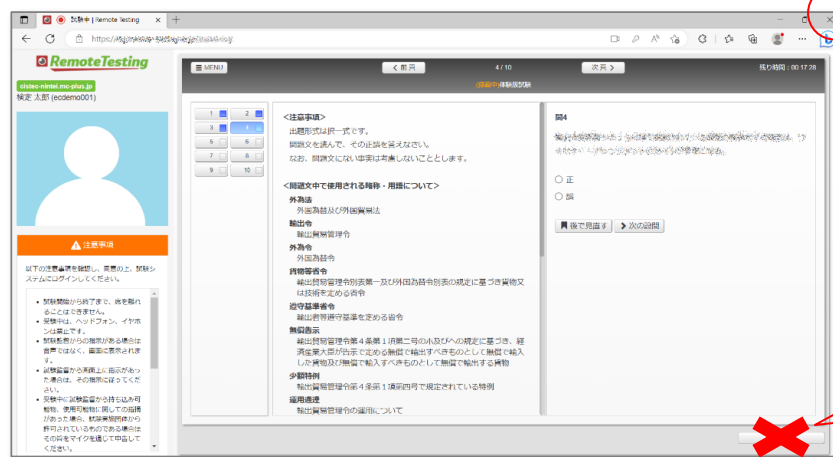 試験中 | Remote Testing
https://
RemoteTesting
cistec-nintei.mc-plus.jp
検定 太郎 (ecdemo001)
注意事項
以下の注意事項を確認し、同意の上、試験シ
ステムにログインしてください。
試験開始から終了まで、席を離れ
ることはできません。
受験中は、ヘッドフォン、イヤホ
ンは禁止です。
試験監督からの指示がある場合は
音声ではなく、画面に表示されま
す。
試験監督から画面上に指示があっ
た場合は、その指示に従ってくだ
さい。
受験中に試験監督から持ち込み可
能物、使用可能物に関しての指摘
があった場合、試験実施団体から
許可されているものである場合は
その旨をマイクを通じて申告して
ください。
MENU
前頁
4 / 10
次頁
残り時間 : 00:17:28
体験版試験
1 2
3 4
5 6
7 8
9 10
<注意事項>
出題形式は択一式です。
問題文を読んで、その正誤を答えなさい。
なお、問題文にない事実は考慮しないこととします。
<問題文中で使用される略称・用語について>
外為法
外国為替及び外国貿易法
輸出令
輸出貿易管理令
外為令
外国為替令
貨物等省令
輸出貿易管理令別表第一及び外国為替令別表の規定に基づき貨物又
は技術を定める省令
遵守基準省令
輸出者等遵守基準を定める省令
無償告示
輸出貿易管理令第４条第１項第二号のホ及びヘの規定に基づき、経
済産業大臣が告示で定める無償で輸出すべきものとして無償で輸入
した貨物及び無償で輸入すべきものとして無償で輸出する貨物
少額特例
輸出貿易管理令第４条第１項第四号で規定されている特例
運用通達
輸出貿易管理令の運用について
問4
正
誤
後で見直す
次の設問